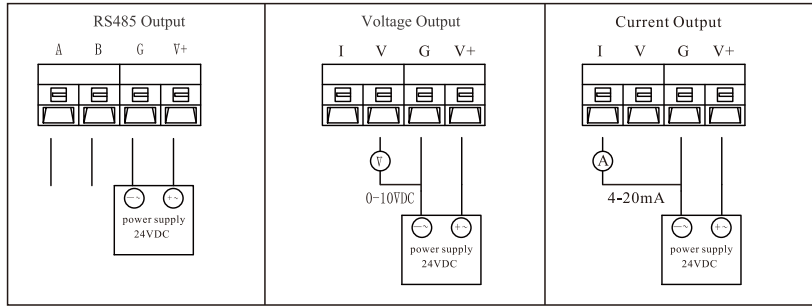 RS485 Output
A B G V+
－~ +~
power supply
24VDC
Voltage Output
I V G V+
V
0-10VDC
－~ +~
power supply
24VDC
Current Output
I V G V+
A
4-20mA
－~ +~
power supply
24VDC